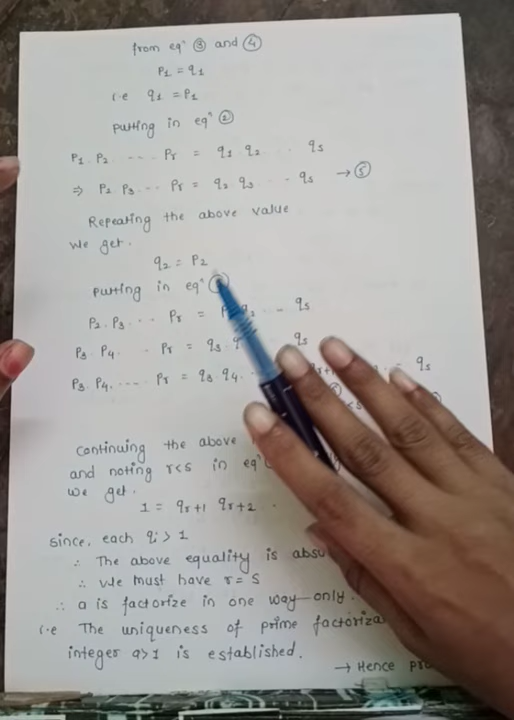 from eqⁿ ③ and ④
P₁ = q₁
i.e q₁ = P₁
putting in eqⁿ ②
P₁. P₂. ---- Pr = q₁ q₂ . . qs
⇒ P₂ P₃ --- Pr = q₂ q₃ . -- qs → ⑤
Repeating the above value
we get.
q₂ = P₂
putting in eqⁿ
P₂. P₃ --- Pr = q₂ . -- qs
P₃. P₄. - Pr = q₃. qs
P₃. P₄. ---- Pr = q₃. q₄. . . - qs
Continuing the above
and noting r<s in eqⁿ
we get.
1 = qr+1 qr+2 .
since, each qi > 1
∴ The above equality is
∴ We must have r = s
∴ a is factorize in one way only.
i.e The uniqueness of prime
integer a>1 is established.
→ Hence